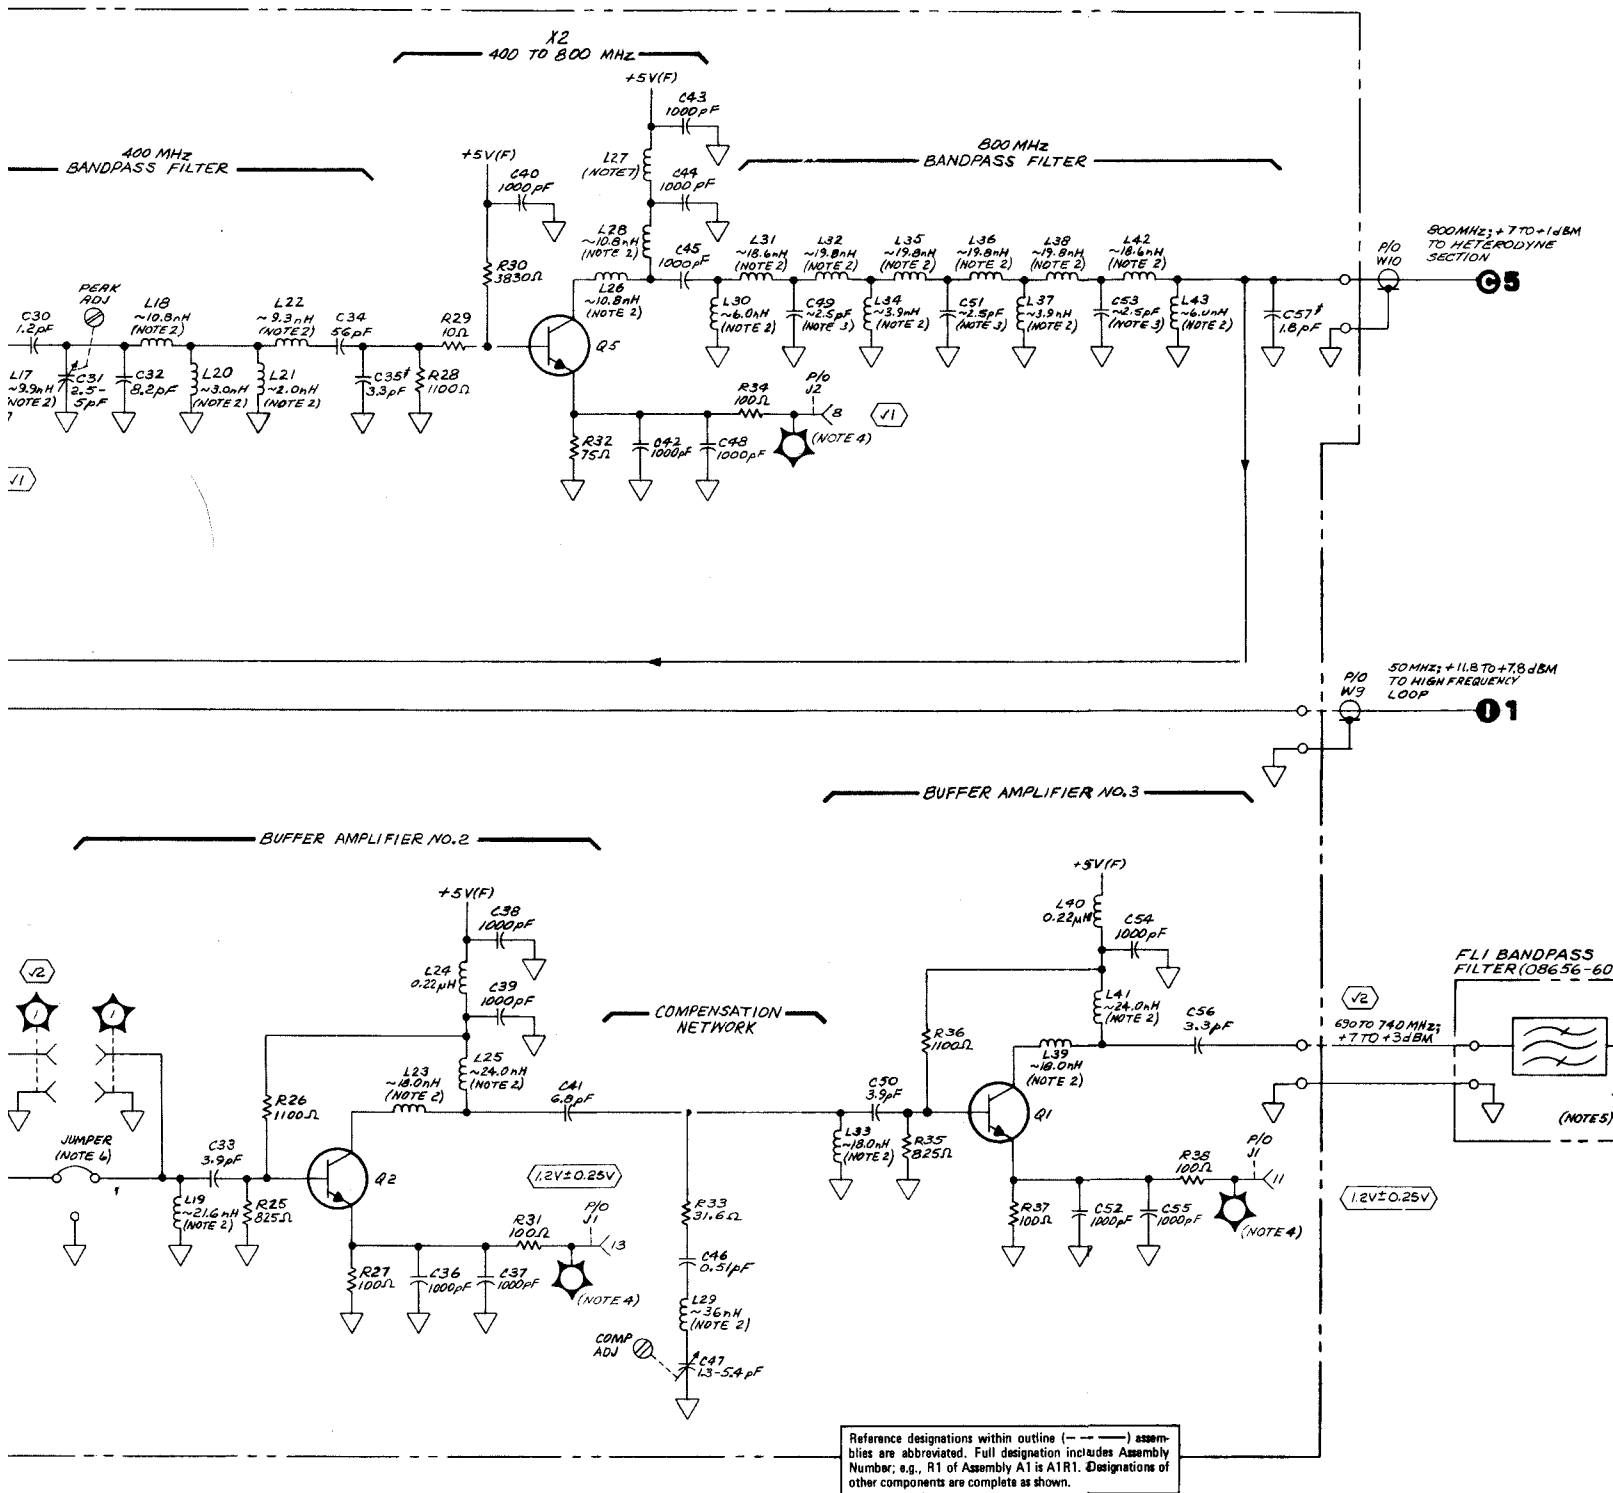 X2
400 TO 800 MHz
+5V(F)
C43
1000pF
400 MHz
BANDPASS FILTER
+5V(F)
C40
1000pF
L27
(NOTE7)
C44
1000pF
800 MHz
BANDPASS FILTER
L28
~10.8nH
(NOTE 2)
C45
1000pF
R30
3830Ω
L26
~10.8nH
(NOTE 2)
L31
~18.6nH
(NOTE 2)
L32
~19.8nH
(NOTE 2)
L35
~19.8nH
(NOTE 2)
L36
~19.8nH
(NOTE 2)
L38
~19.8nH
(NOTE 2)
L42
~18.6nH
(NOTE 2)
P/O
W10
800MHz; +7 TO +1dBM
TO HETERODYNE
SECTION
C5
PEAK
ADJ
C30
1.2pF
L18
~10.8nH
(NOTE 2)
L22
~9.3nH
(NOTE 2)
C34
56pF
R29
10Ω
Q5
L30
~6.0nH
(NOTE 2)
C49
~2.5pF
(NOTE 3)
L34
~3.9nH
(NOTE 2)
C51
~2.5pF
(NOTE 3)
L37
~3.9nH
(NOTE 2)
C53
~2.5pF
(NOTE 3)
L43
~6.0nH
(NOTE 2)
C57
1.8pF
L17
~9.9nH
NOTE 2)
C31
2.5-
5pF
C32
8.2pF
L20
~3.0nH
(NOTE 2)
L21
~2.0nH
(NOTE 2)
C35
3.3pF
R28
1100Ω
R32
75Ω
C42
1000pF
C48
1000pF
R34
100Ω
P/O
J2
8
(NOTE 4)
√1
√1
P/O
W9
50MHz; +11.8 TO +7.8dBM
TO HIGH FREQUENCY
LOOP
1
BUFFER AMPLIFIER NO.3
BUFFER AMPLIFIER NO.2
+5V(F)
C38
1000pF
L24
0.22μH
C39
1000pF
L25
~24.0nH
(NOTE 2)
COMPENSATION
NETWORK
+5V(F)
L40
0.22μH
C54
1000pF
L41
~24.0nH
(NOTE 2)
C56
3.3pF
R36
1100Ω
L39
~18.0nH
(NOTE 2)
√2
690 TO 740 MHz;
+7 TO +3dBM
FL1 BANDPASS
FILTER (08656-60
(NOTE 5)
√2
1
1
JUMPER
(NOTE 6)
C33
3.9pF
L19
~21.6nH
(NOTE 2)
R25
825Ω
R26
1100Ω
L23
~18.0nH
(NOTE 2)
C41
6.8pF
Q2
1.2V±0.25V
R27
100Ω
C36
1000pF
C37
1000pF
R31
100Ω
P/O
J1
13
(NOTE 4)
R33
31.6Ω
C46
0.51pF
L29
~36nH
(NOTE 2)
COMP
ADJ
C47
1.3-5.4pF
C50
3.9pF
L33
~18.0nH
(NOTE 2)
R35
825Ω
Q1
R37
100Ω
C52
1000pF
C55
1000pF
R38
100Ω
P/O
J1
11
(NOTE 4)
1.2V±0.25V
Reference designations within outline (— – —) assem-
blies are abbreviated. Full designation includes Assembly
Number; e.g., R1 of Assembly A1 is A1R1. Designations of
other components are complete as shown.